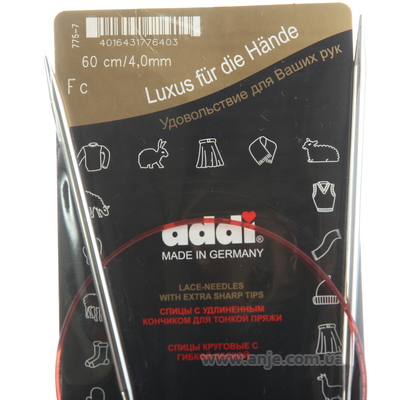 775-7
4016431776403
60 cm/4,0mm
Fc
Luxus für die Hände
Удовольствие для Ваших рук
addi®
MADE IN GERMANY
LACE-NEEDLES
WITH EXTRA SHARP TIPS
СПИЦЫ С УДЛИНЕННЫМ
КОНЧИКОМ ДЛЯ ТОНКОЙ ПРЯЖИ
СПИЦЫ КРУГОВЫЕ С
www.anje.com.ua